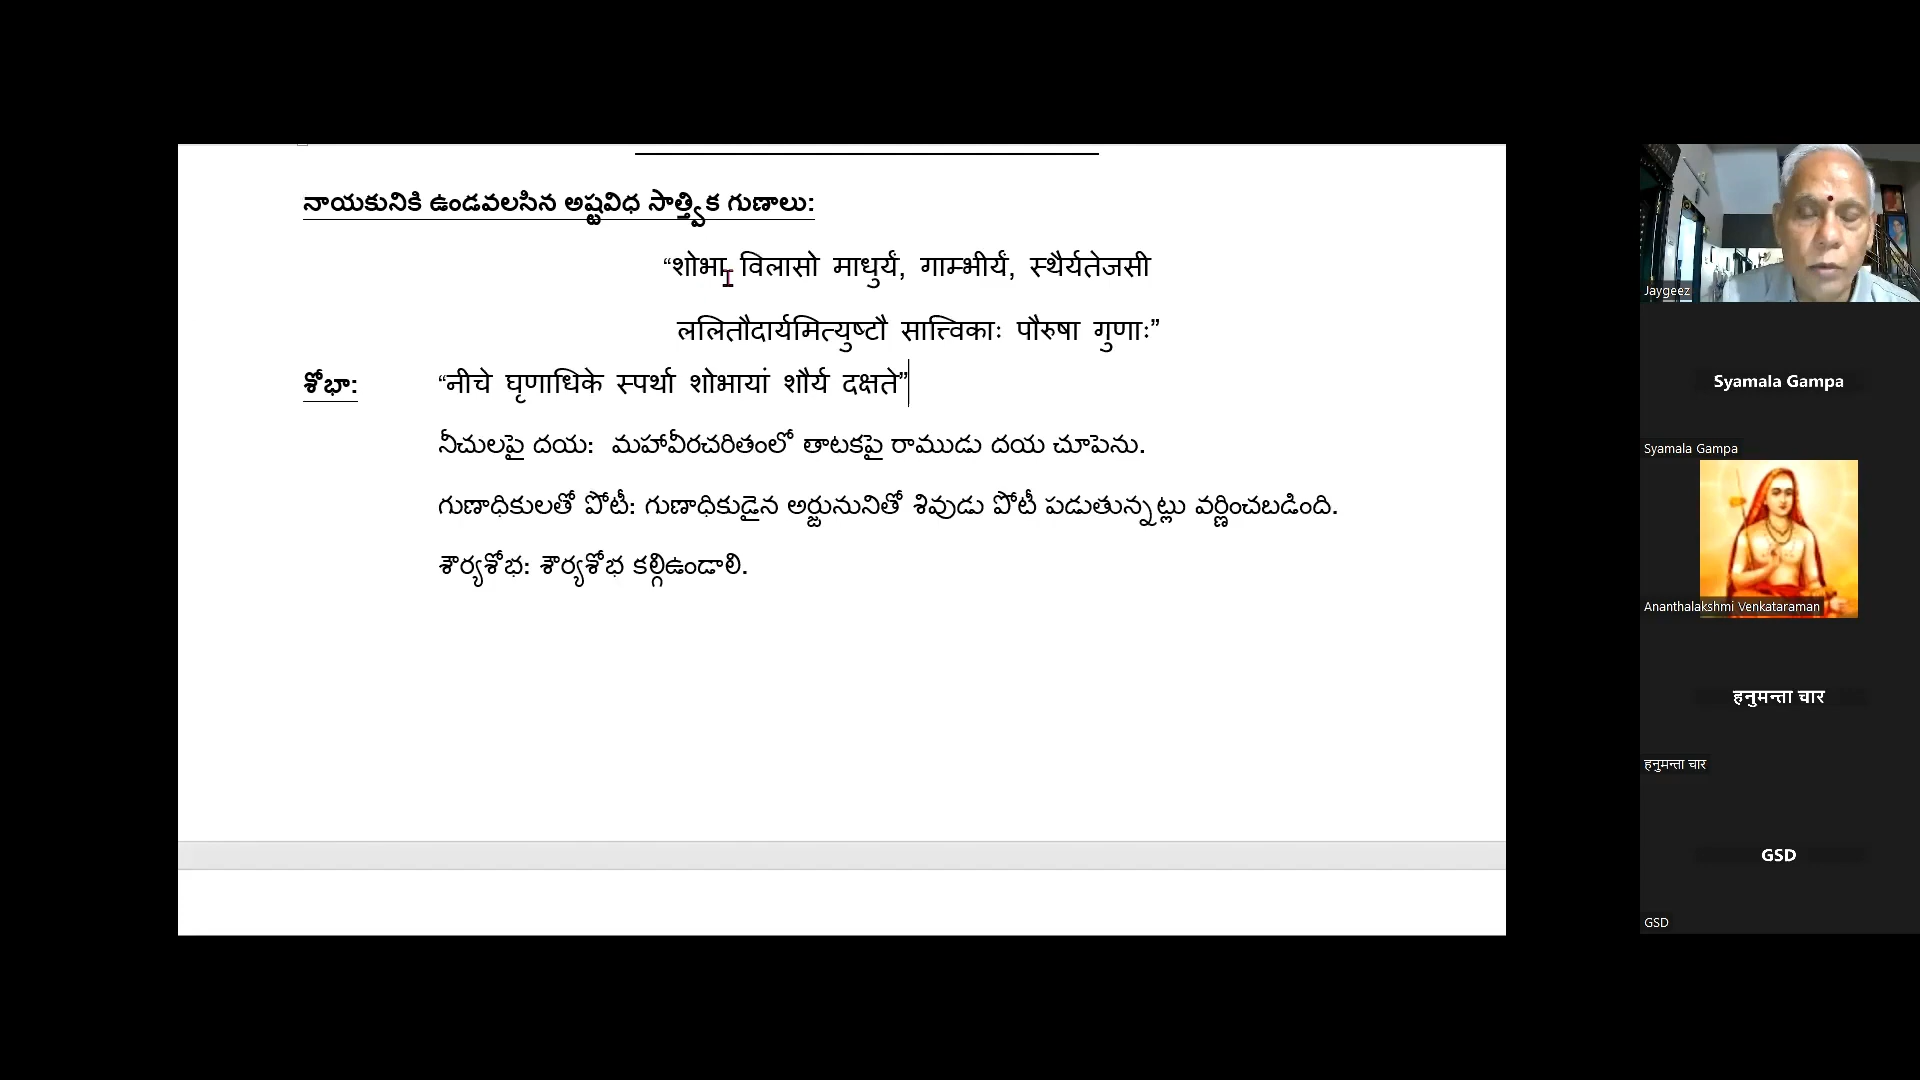 నాయకునికి ఉండవలసిన అష్టవిధ సాత్త్విక గుణాలు:
“शोभा विलासो माधुर्यं, गाम्भीर्यं, स्थैर्यतेजसी
ललितौदार्यमित्युष्टौ सात्त्विकाः पौरुषा गुणाः”
శోభా: “नीचे घृणाधिके स्पर्था शोभायां शौर्य दक्षते”
నీచులపై దయ: మహావీరచరితంలో తాటకపై రాముడు దయ చూపెను.
గుణాధికులతో పోటీ: గుణాధికుడైన అర్జునునితో శివుడు పోటీ పడుతున్నట్లు వర్ణించబడింది.
శౌర్యశోభ: శౌర్యశోభ కల్గిఉండాలి.
Jaygeez
Syamala Gampa
Syamala Gampa
Ananthalakshmi Venkataraman
हनुमन्ता चार
हनुमन्ता चार
GSD
GSD